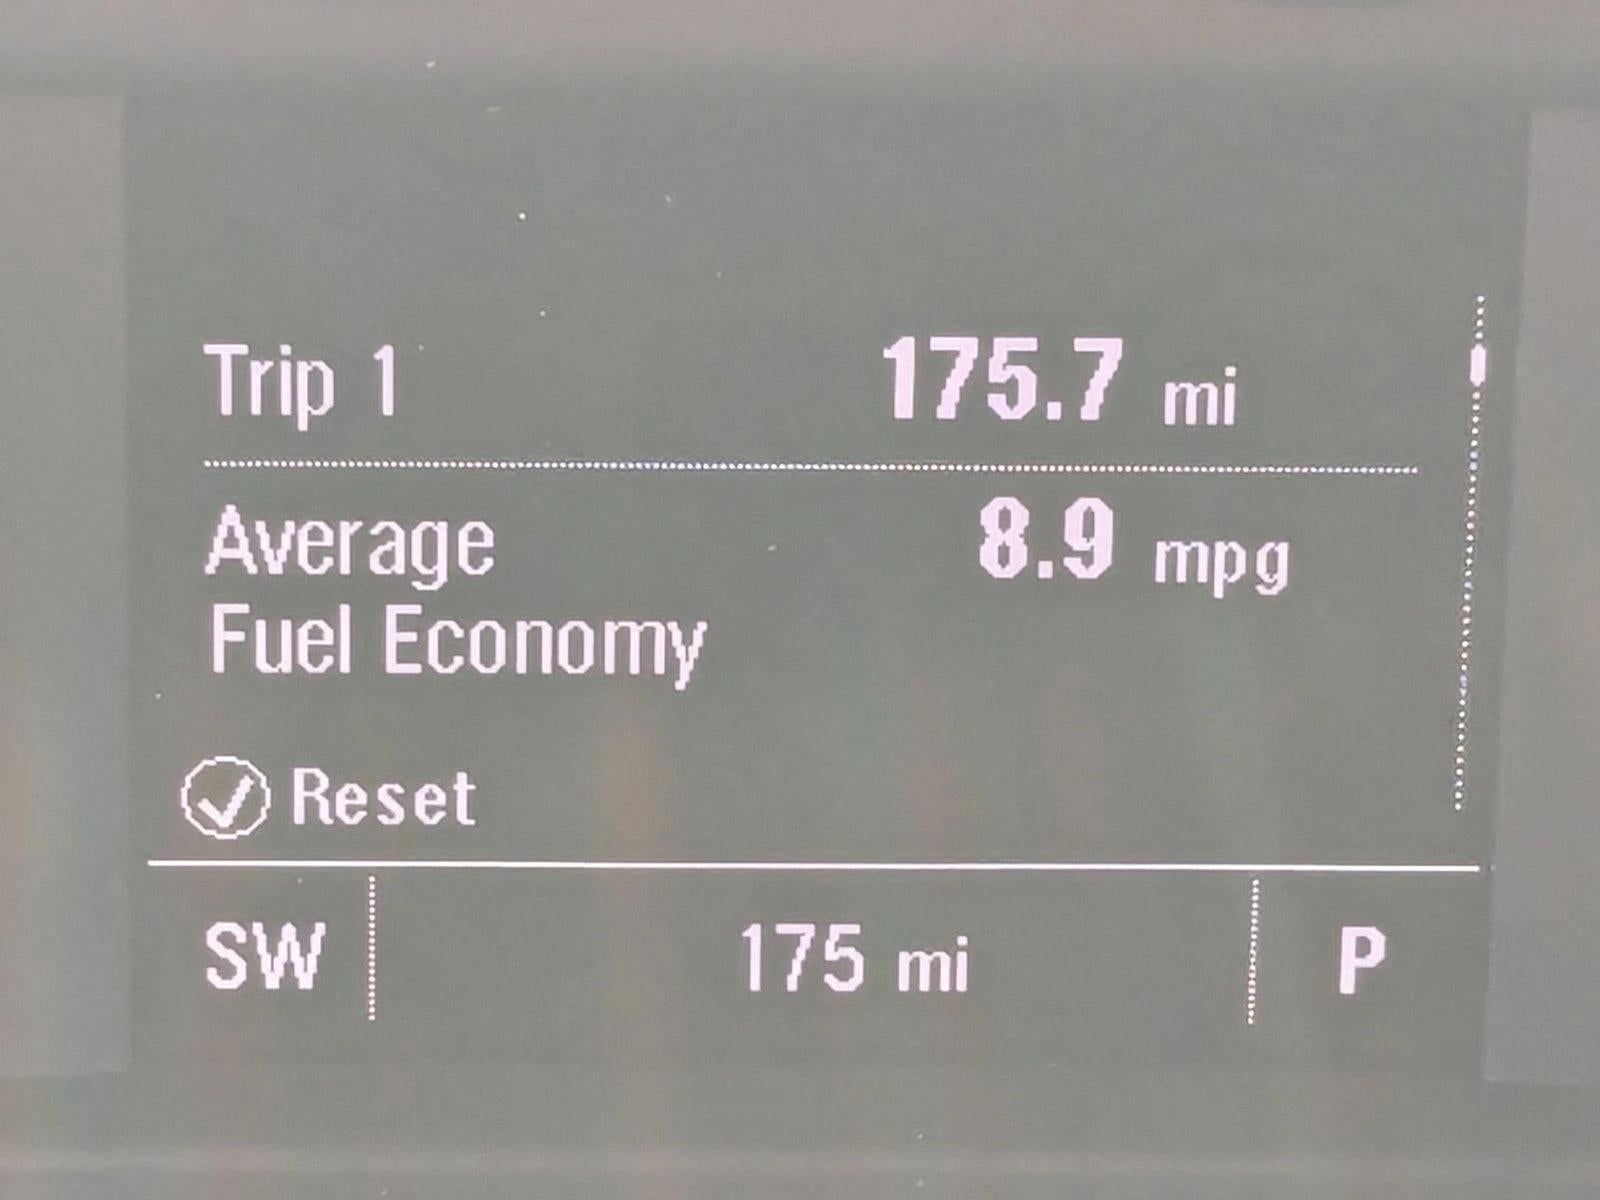 Trip 1 175.7 mi
Average 8.9 mpg
Fuel Economy
Reset
SW 175 mi P